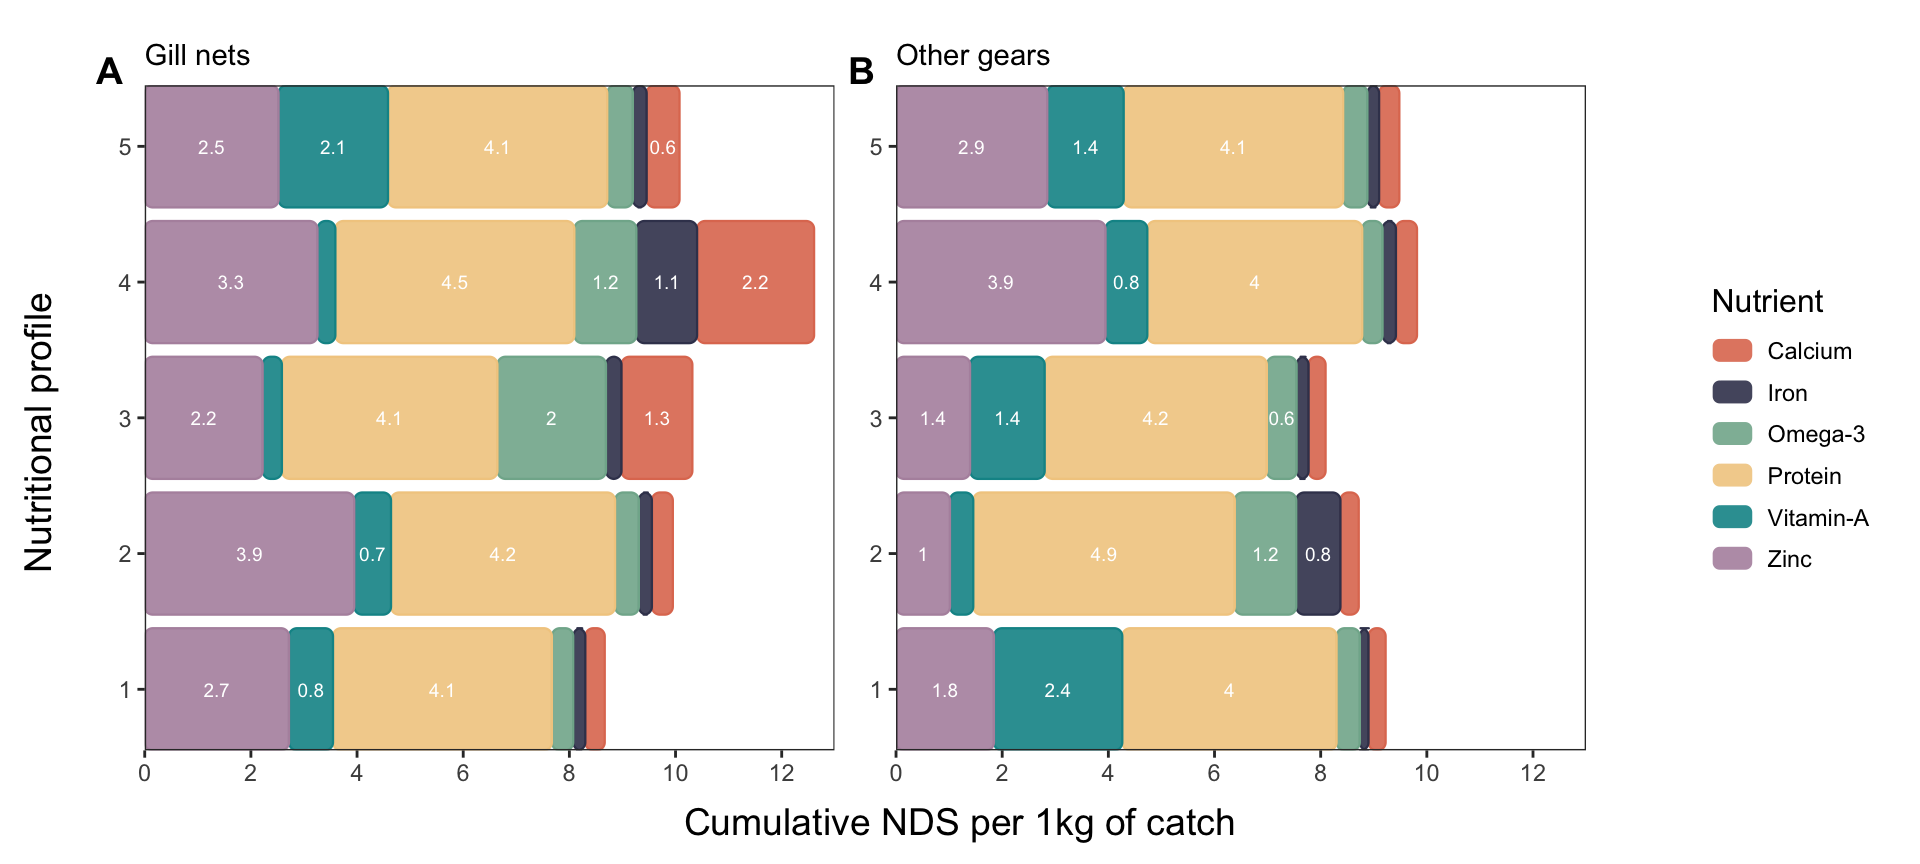 A Gill nets
B Other gears
Nutritional profile
5
2.5 2.1 4.1 0.6
4
3.3 4.5 1.2 1.1 2.2
3
2.2 4.1 2 1.3
2
3.9 0.7 4.2
1
2.7 0.8 4.1
0 2 4 6 8 10 12
5
2.9 1.4 4.1
4
3.9 0.8 4
3
1.4 1.4 4.2 0.6
2
1 4.9 1.2 0.8
1
1.8 2.4 4
0 2 4 6 8 10 12
Cumulative NDS per 1kg of catch
Nutrient
Calcium
Iron
Omega-3
Protein
Vitamin-A
Zinc